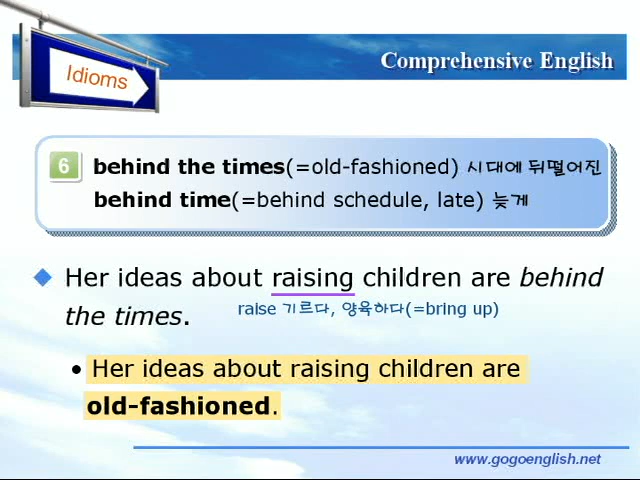 Idioms
Comprehensive English
6
behind the times(=old-fashioned) 시대에 뒤떨어진
behind time(=behind schedule, late) 늦게
Her ideas about raising children are behind
the times.
raise 기르다, 양육하다(=bring up)
• Her ideas about raising children are
old-fashioned.
www.gogoenglish.net